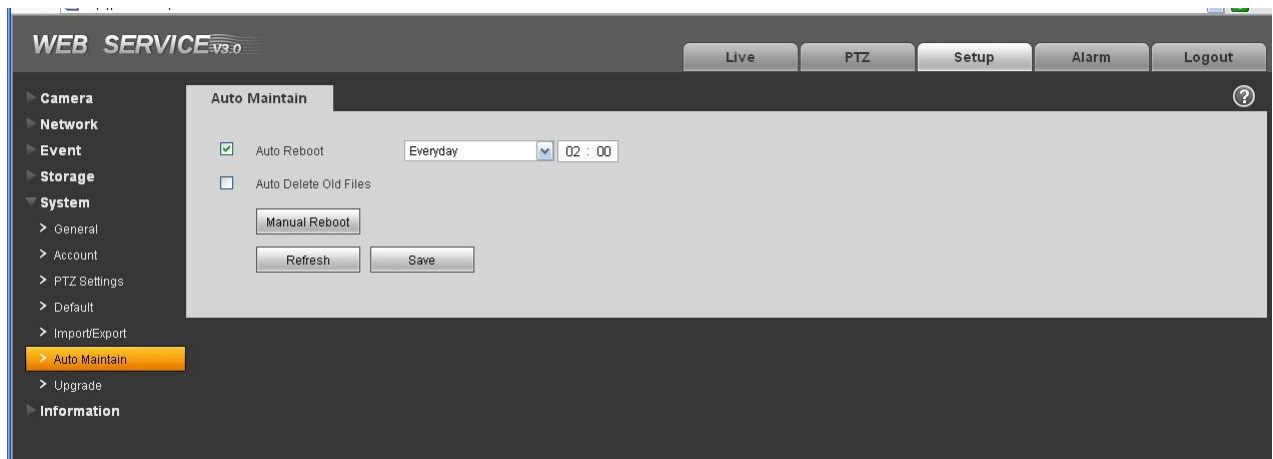 WEB SERVICE V3.0
Live PTZ Setup Alarm Logout
Camera
Network
Event
Storage
System
> General
> Account
> PTZ Settings
> Default
> Import/Export
> Auto Maintain
> Upgrade
Information
Auto Maintain
?
Auto Reboot Everyday 02 : 00
Auto Delete Old Files
Manual Reboot
Refresh Save